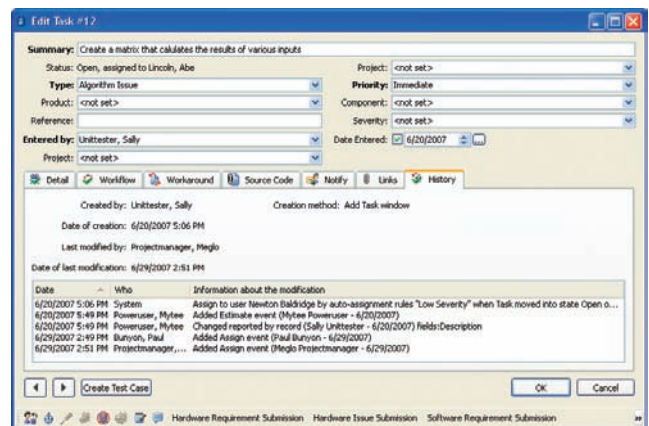 Edit Task #12
Summary: Create a matrix that calulates the results of various inputs
Status: Open, assigned to Lincoln, Abe Project: <not set>
Type: Algorithm Issue Priority: Immediate
Product: <not set> Component: <not set>
Reference: Severity: <not set>
Entered by: Unittester, Sally Date Entered: 6/20/2007
Project: <not set>
Detail Workflow Workaround Source Code Notify Links History
Created by: Unittester, Sally Creation method: Add Task window
Date of creation: 6/20/2007 5:06 PM
Last modified by: Projectmanager, Meglo
Date of last modification: 6/29/2007 2:51 PM
Date Who Information about the modification
6/20/2007 5:06 PM System Assign to user Newton Baldridge by auto-assignment rules "Low Severity" when Task moved into state Open o...
6/20/2007 5:49 PM Poweruser, Mytee Added Estimate event (Mytee Poweruser - 6/20/2007)
6/20/2007 5:49 PM Poweruser, Mytee Changed reported by record (Sally Unittester - 6/20/2007) fields:Description
6/29/2007 2:49 PM Bunyon, Paul Added Assign event (Paul Bunyon - 6/29/2007)
6/29/2007 2:51 PM Projectmanager,... Added Assign event (Meglo Projectmanager - 6/29/2007)
Create Test Case OK Cancel
Hardware Requirement Submission Hardware Issue Submission Software Requirement Submission